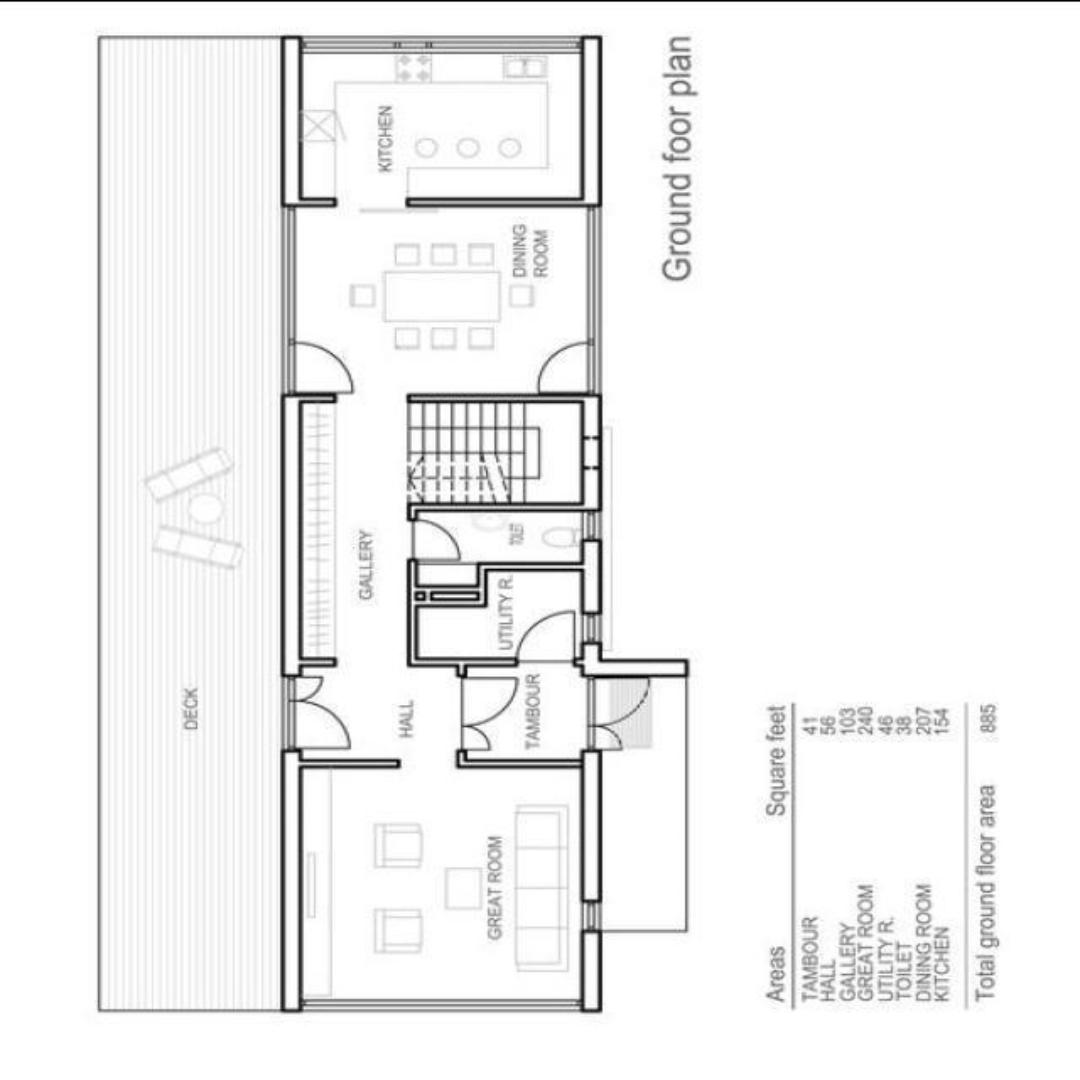 Ground foor plan
KITCHEN
DINING
ROOM
GALLERY
TOILET
UTILITY R.
DECK
HALL
TAMBOUR
GREAT ROOM
Areas Square feet
TAMBOUR 41
HALL 56
GALLERY 103
GREAT ROOM 240
UTILITY R. 46
TOILET 38
DINING ROOM 207
KITCHEN 154
Total ground floor area 885